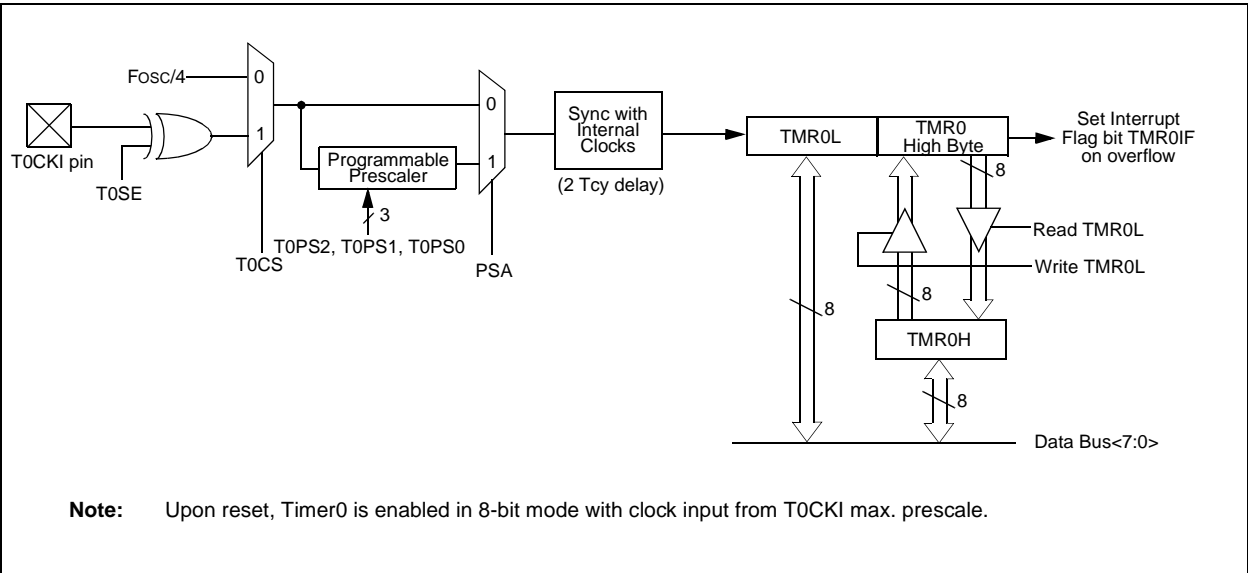 FOSC/4
T0CKI pin
T0SE
0
1
T0CS
Programmable
Prescaler
3
T0PS2, T0PS1, T0PS0
0
1
PSA
Sync with
Internal
Clocks
(2 TCY delay)
TMR0L
TMR0
High Byte
Set Interrupt
Flag bit TMR0IF
on overflow
8
Read TMR0L
Write TMR0L
8
8
TMR0H
8
Data Bus<7:0>
Note: Upon reset, Timer0 is enabled in 8-bit mode with clock input from T0CKI max. prescale.